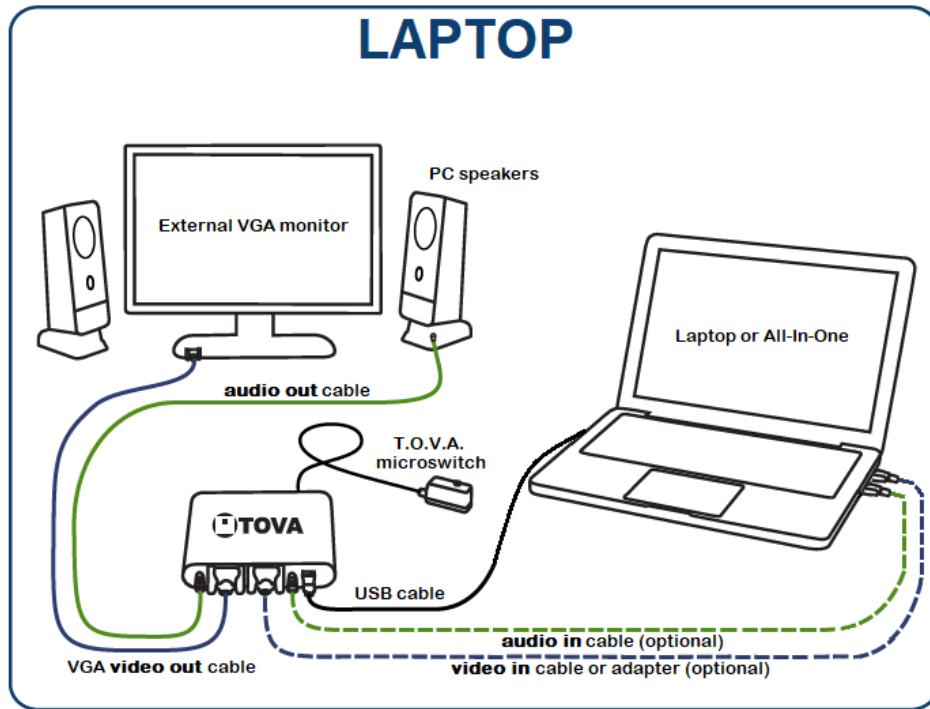 LAPTOP
PC speakers
External VGA monitor
Laptop or All-In-One
audio out cable
T.O.V.A.
microswitch
TOVA
USB cable
audio in cable (optional)
VGA video out cable
video in cable or adapter (optional)